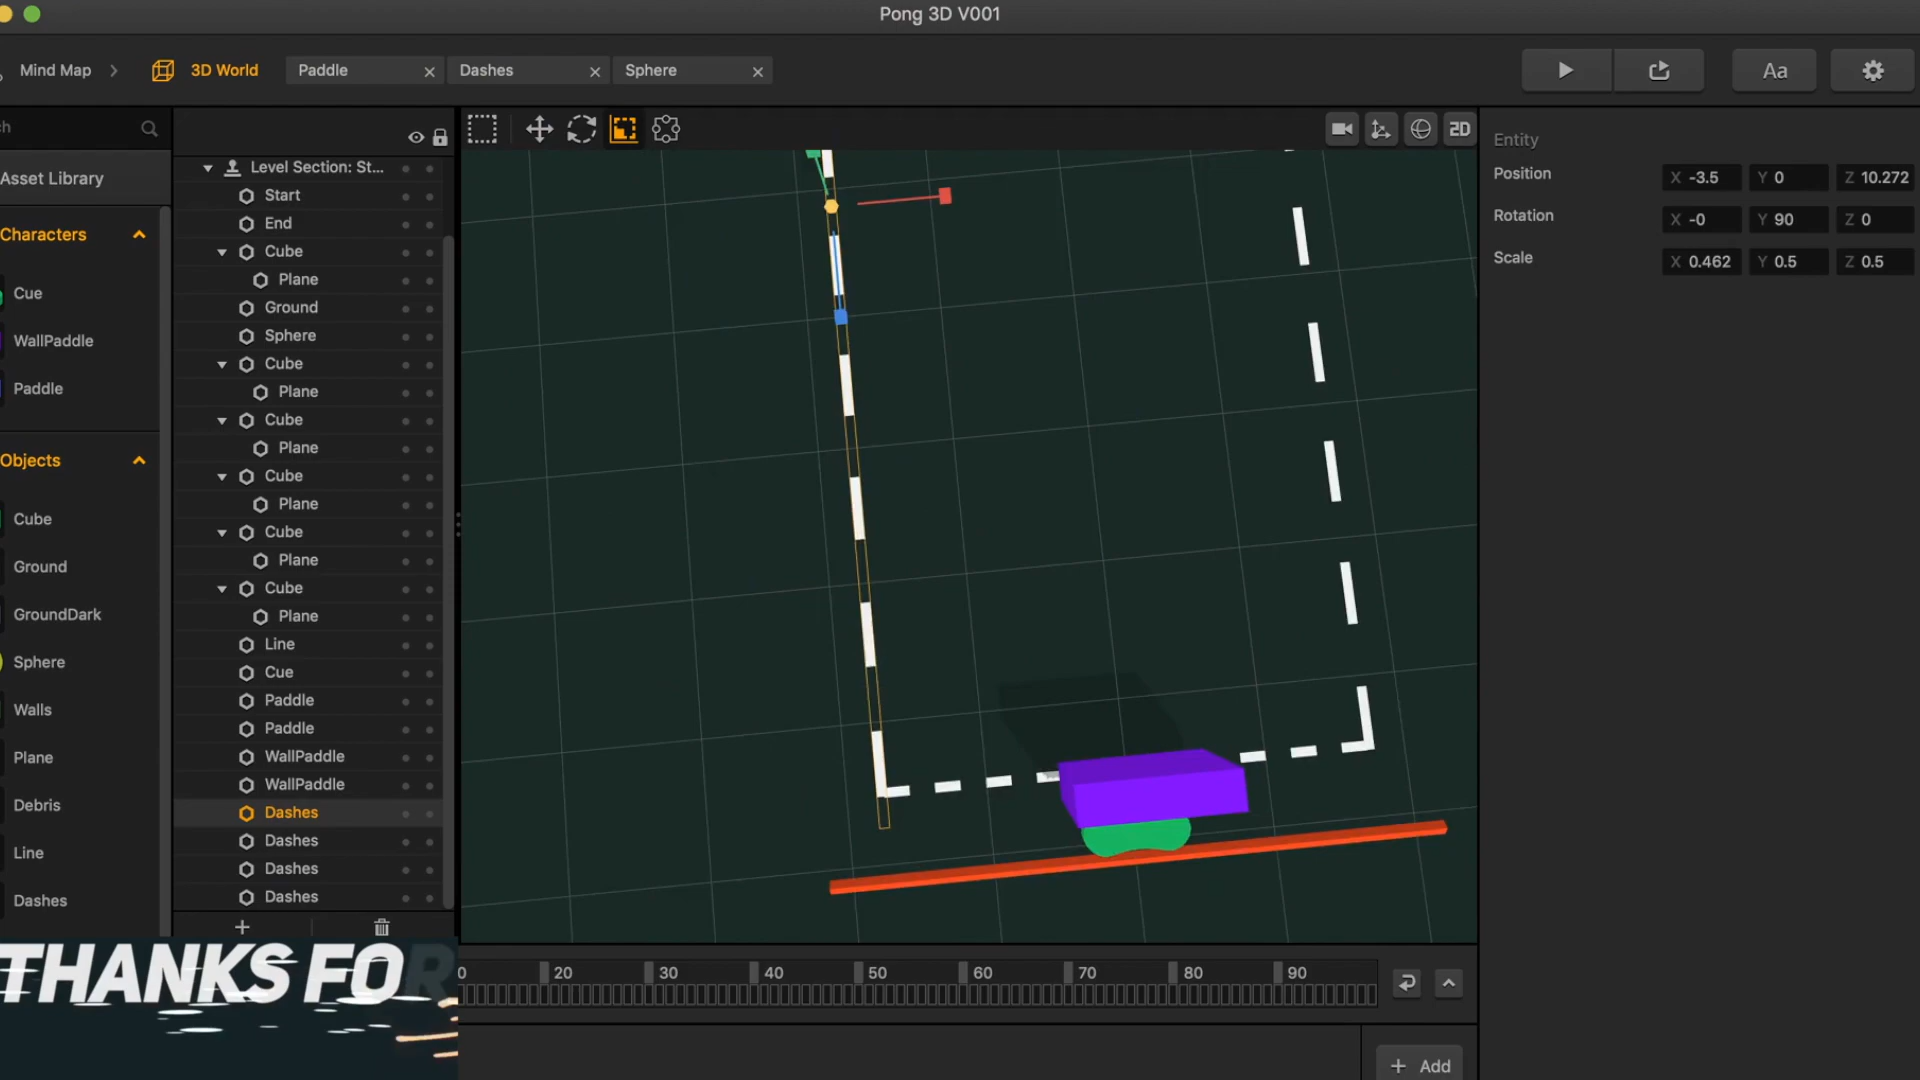 Pong 3D V001
Mind Map
3D World
Paddle
Dashes
Sphere
Aa
ch
Asset Library
Characters
Cue
WallPaddle
Paddle
Objects
Cube
Ground
GroundDark
Sphere
Walls
Plane
Debris
Line
Dashes
Level Section: St...
Start
End
Cube
Plane
Ground
Sphere
Cube
Plane
Cube
Plane
Cube
Plane
Cube
Plane
Cube
Plane
Line
Cue
Paddle
Paddle
WallPaddle
WallPaddle
Dashes
Dashes
Dashes
Dashes
2D
Entity
Position X -3.5 Y 0 Z 10.272
Rotation X -0 Y 90 Z 0
Scale X 0.462 Y 0.5 Z 0.5
THANKS FOR
0 20 30 40 50 60 70 80 90
+ Add